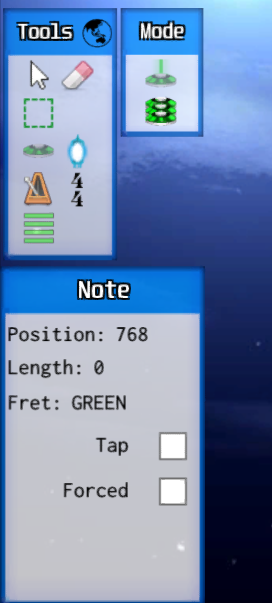 Tools
Mode
4
4
Note
Position: 768
Length: 0
Fret: GREEN
Tap
Forced